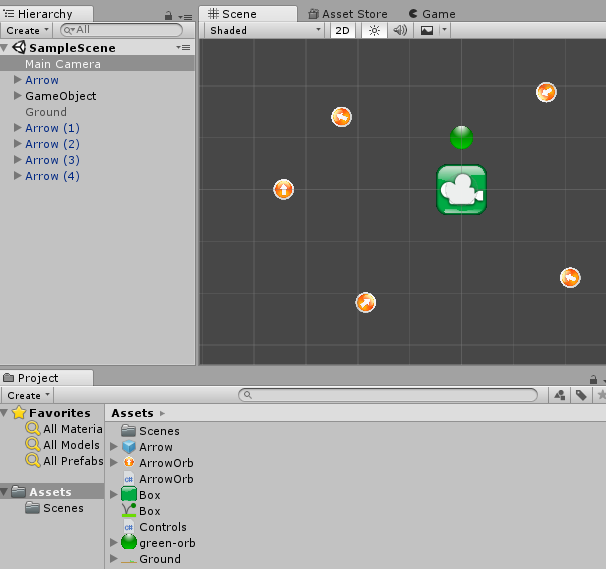 Hierarchy
Create
All
SampleScene
Main Camera
Arrow
GameObject
Ground
Arrow (1)
Arrow (2)
Arrow (3)
Arrow (4)
Scene
Asset Store
Game
Shaded
2D
Project
Create
Favorites
All Materia
All Models
All Prefabs
Assets
Scenes
Assets
Scenes
Arrow
ArrowOrb
ArrowOrb
Box
Box
Controls
green-orb
Ground